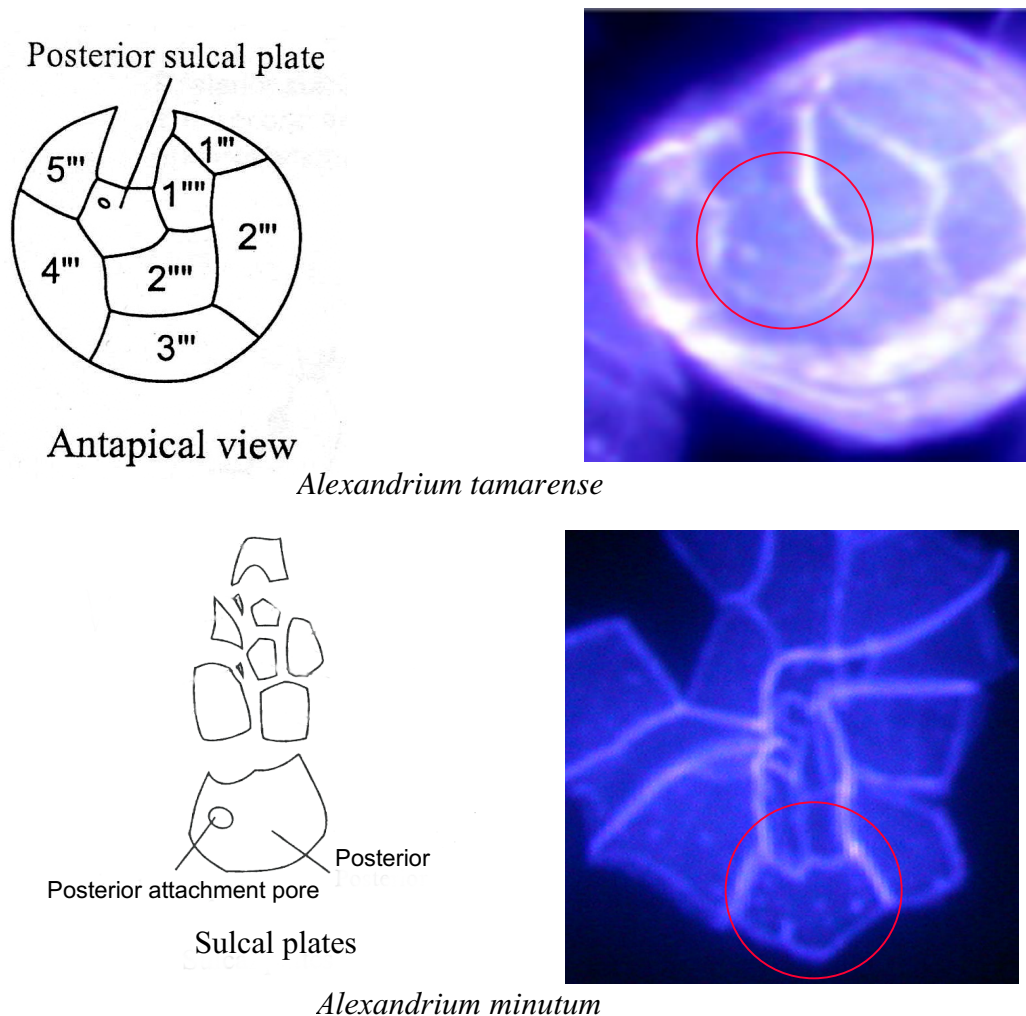 Posterior sulcal plate
1'''
5'''
1''''
2'''
4'''
2''''
3'''
Antapical view
Alexandrium tamarense
Posterior
Posterior attachment pore
Sulcal plates
Alexandrium minutum